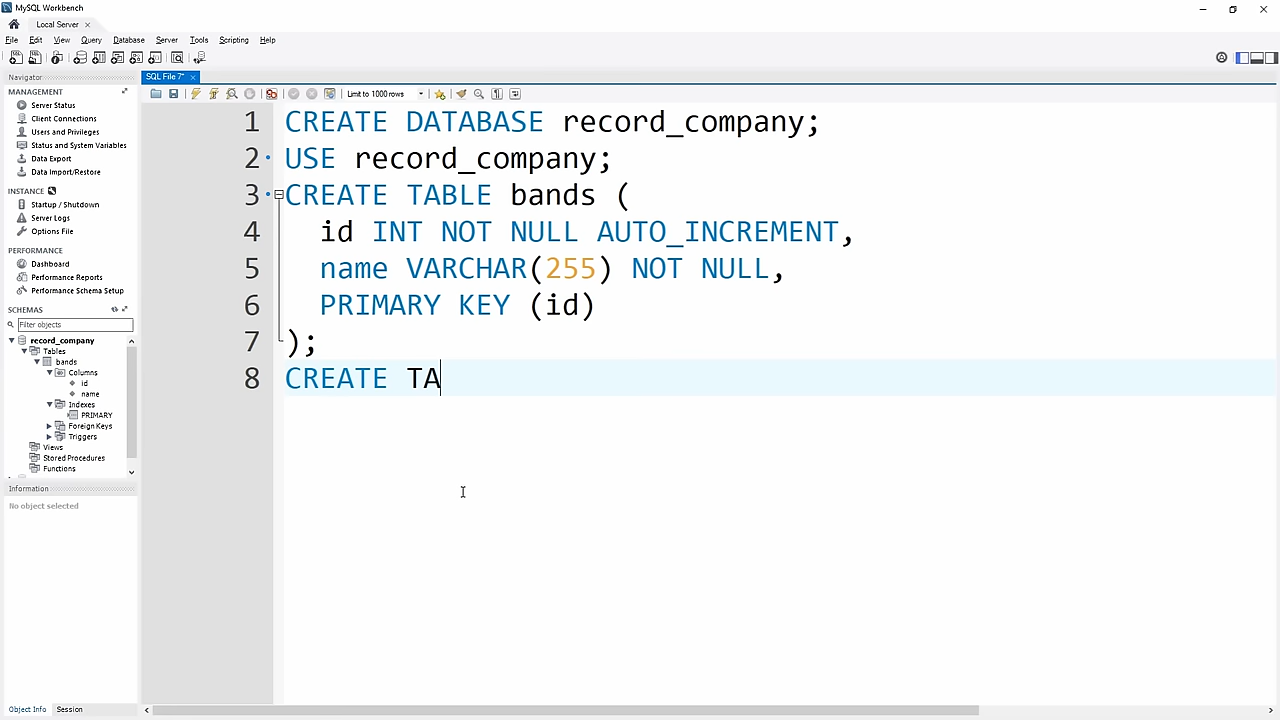 MySQL Workbench
Local Server
File Edit View Query Database Server Tools Scripting Help
Navigator
SQL File 7*
MANAGEMENT
Server Status
Client Connections
Users and Privileges
Status and System Variables
Data Export
Data Import/Restore
INSTANCE
Startup / Shutdown
Server Logs
Options File
PERFORMANCE
Dashboard
Performance Reports
Performance Schema Setup
SCHEMAS
Filter objects
record_company
Tables
bands
Columns
id
name
Indexes
PRIMARY
Foreign Keys
Triggers
Views
Stored Procedures
Functions
Information
No object selected
Object Info Session
Limit to 1000 rows
1 CREATE DATABASE record_company;
2 USE record_company;
3 CREATE TABLE bands (
4 id INT NOT NULL AUTO_INCREMENT,
5 name VARCHAR(255) NOT NULL,
6 PRIMARY KEY (id)
7 );
8 CREATE TA